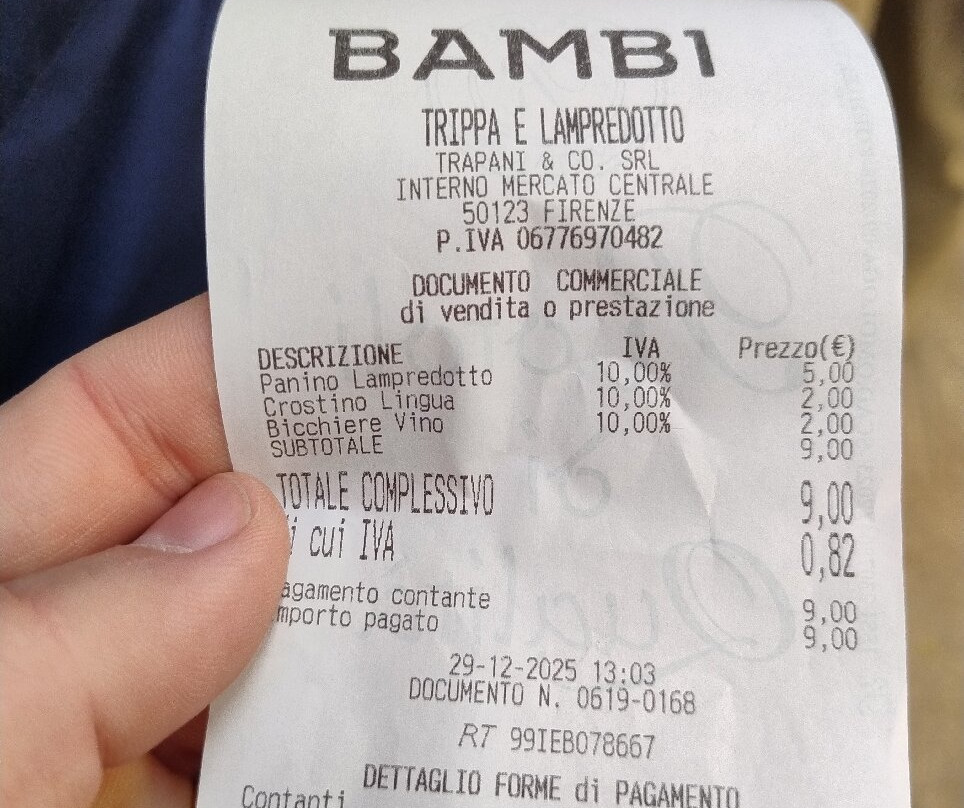 BAMBI
TRIPPA E LAMPREDOTTO
TRAPANI & CO. SRL
INTERNO MERCATO CENTRALE
50123 FIRENZE
P.IVA 06776970482
DOCUMENTO COMMERCIALE
di vendita o prestazione
DESCRIZIONE IVA Prezzo(€)
Panino Lampredotto 10,00% 5,00
Crostino Lingua 10,00% 2,00
Bicchiere Vino 10,00% 2,00
SUBTOTALE 9,00
TOTALE COMPLESSIVO 9,00
i cui IVA 0,82
agamento contante 9,00
mporto pagato 9,00
29-12-2025 13:03
DOCUMENTO N. 0619-0168
RT 99IEB078667
DETTAGLIO FORME di PAGAMENTO
Contanti